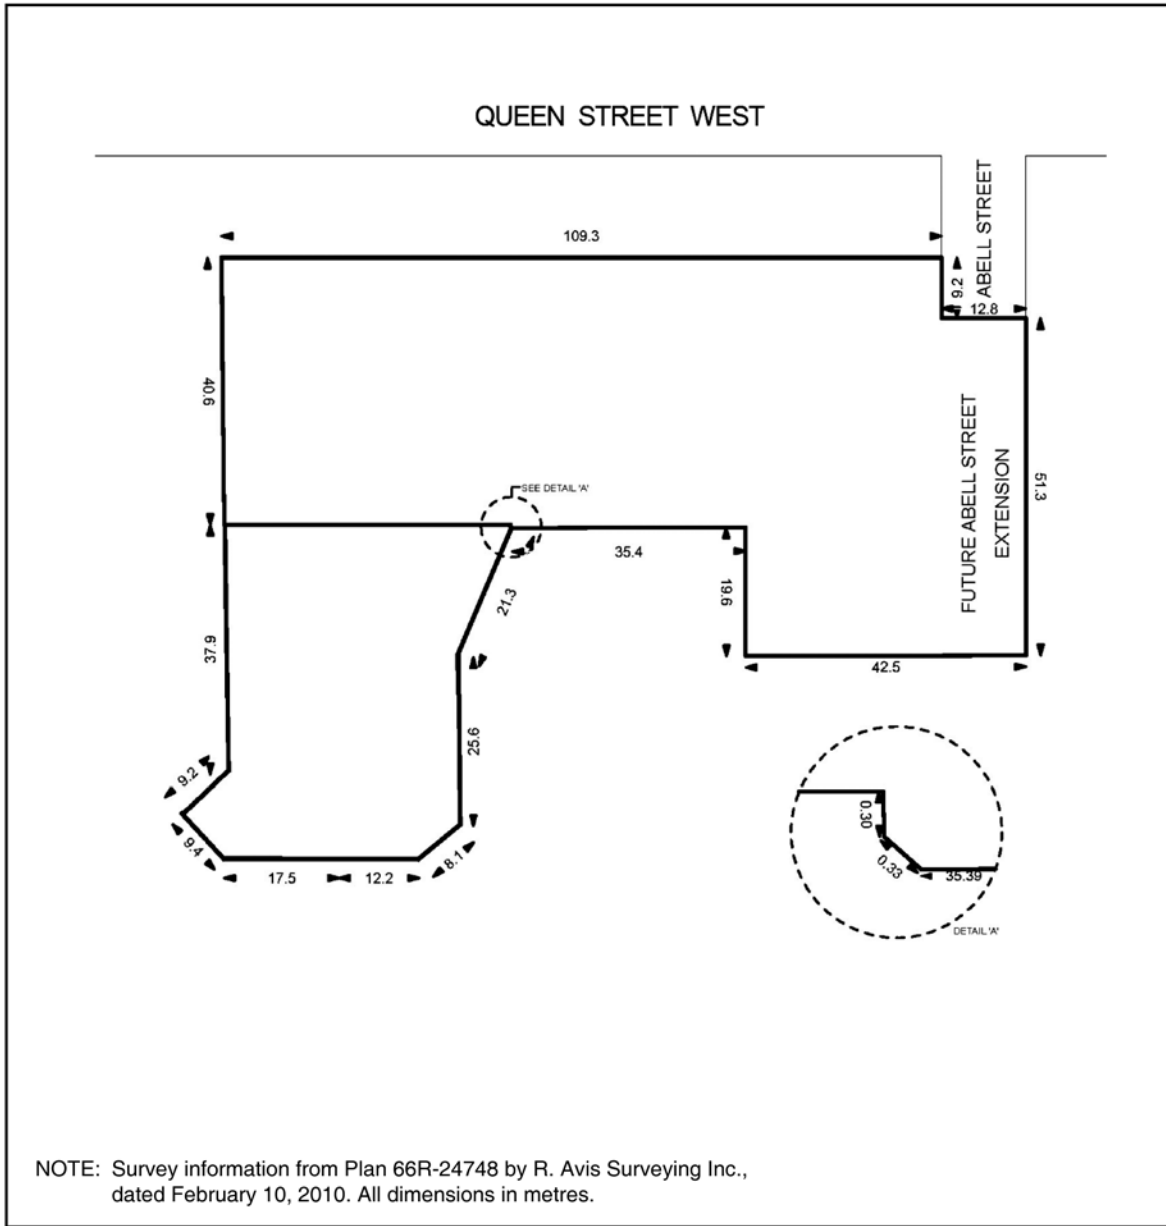 QUEEN STREET WEST
ABELL STREET
109.3
9.2
12.8
40.6
FUTURE ABELL STREET
EXTENSION
51.3
SEE DETAIL 'A'
35.4
19.6
21.3
37.9
42.5
25.6
9.2
9.4
8.1
17.5
12.2
0.30
0.33
35.39
DETAIL 'A'
NOTE: Survey information from Plan 66R-24748 by R. Avis Surveying Inc.,
dated February 10, 2010. All dimensions in metres.